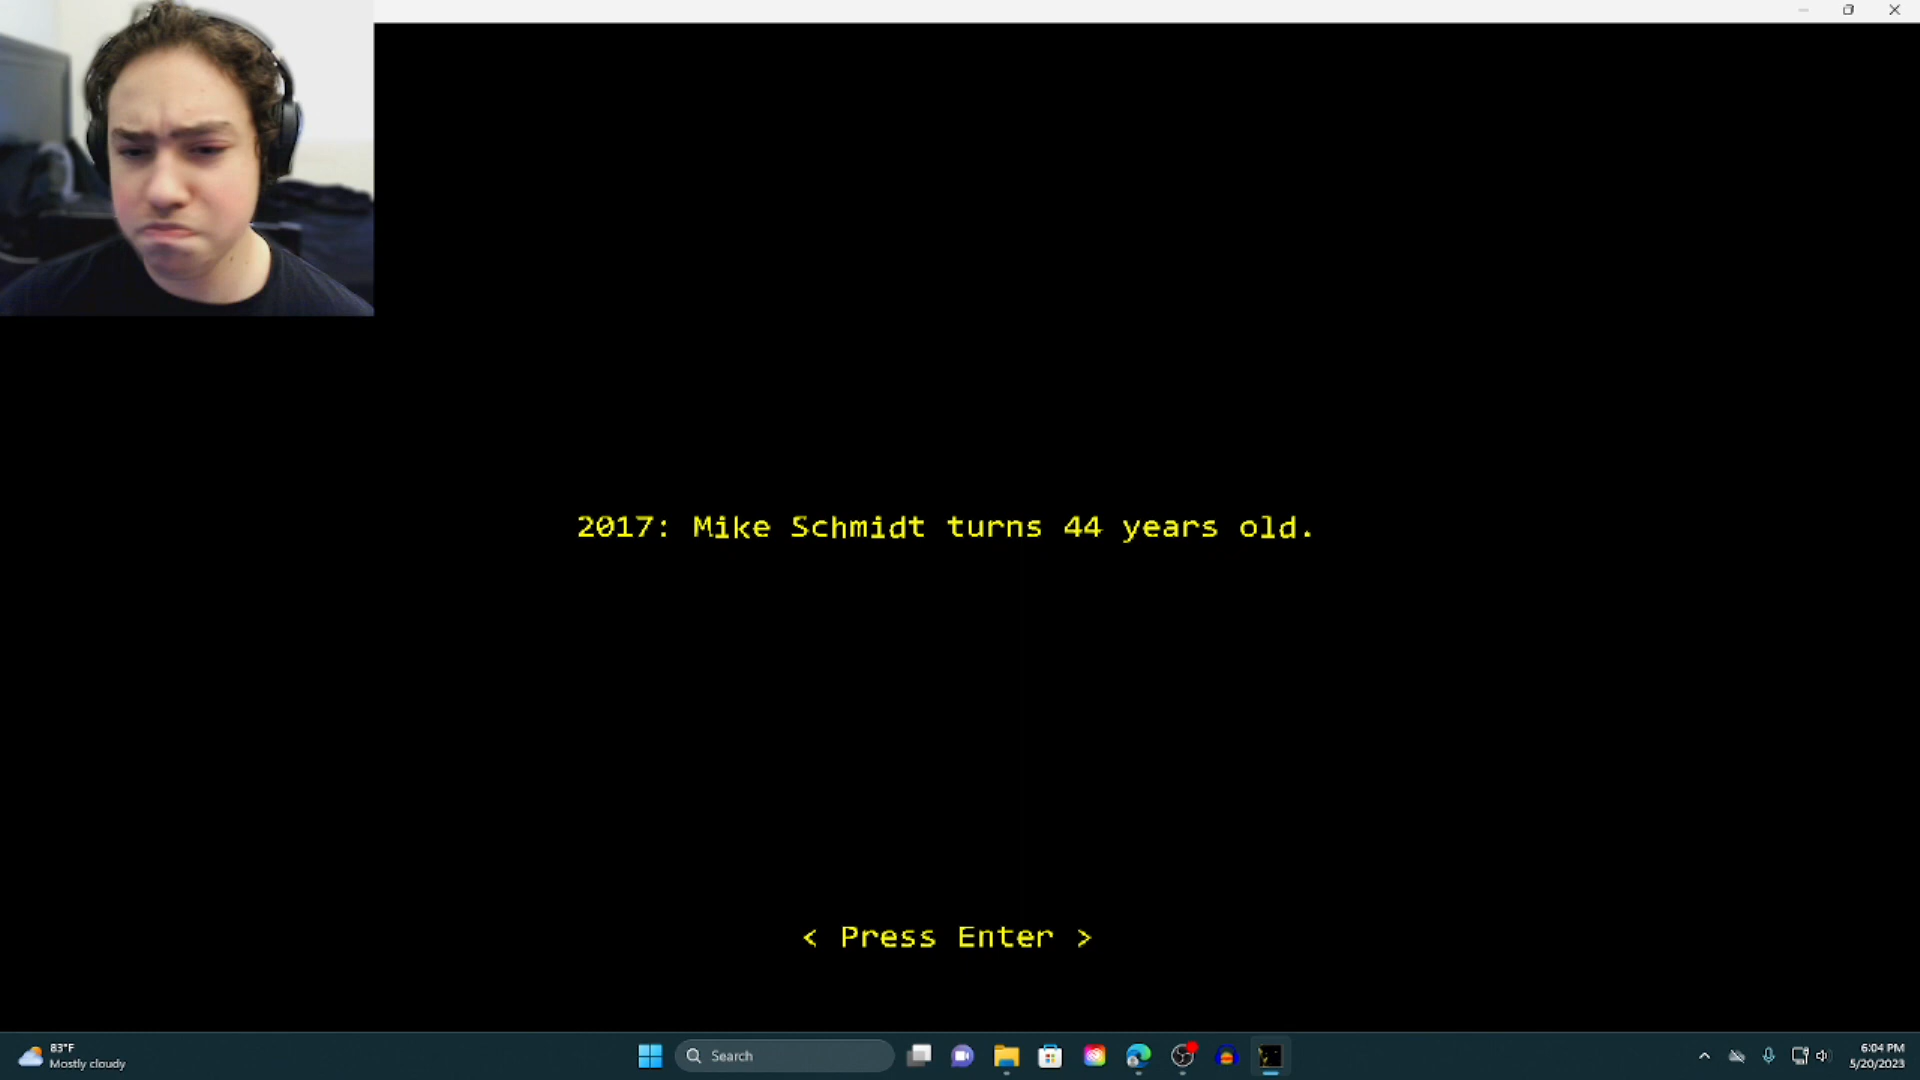 2017: Mike Schmidt turns 44 years old.
< Press Enter >
83°F
Mostly cloudy
Search
6:04 PM
5/20/2023